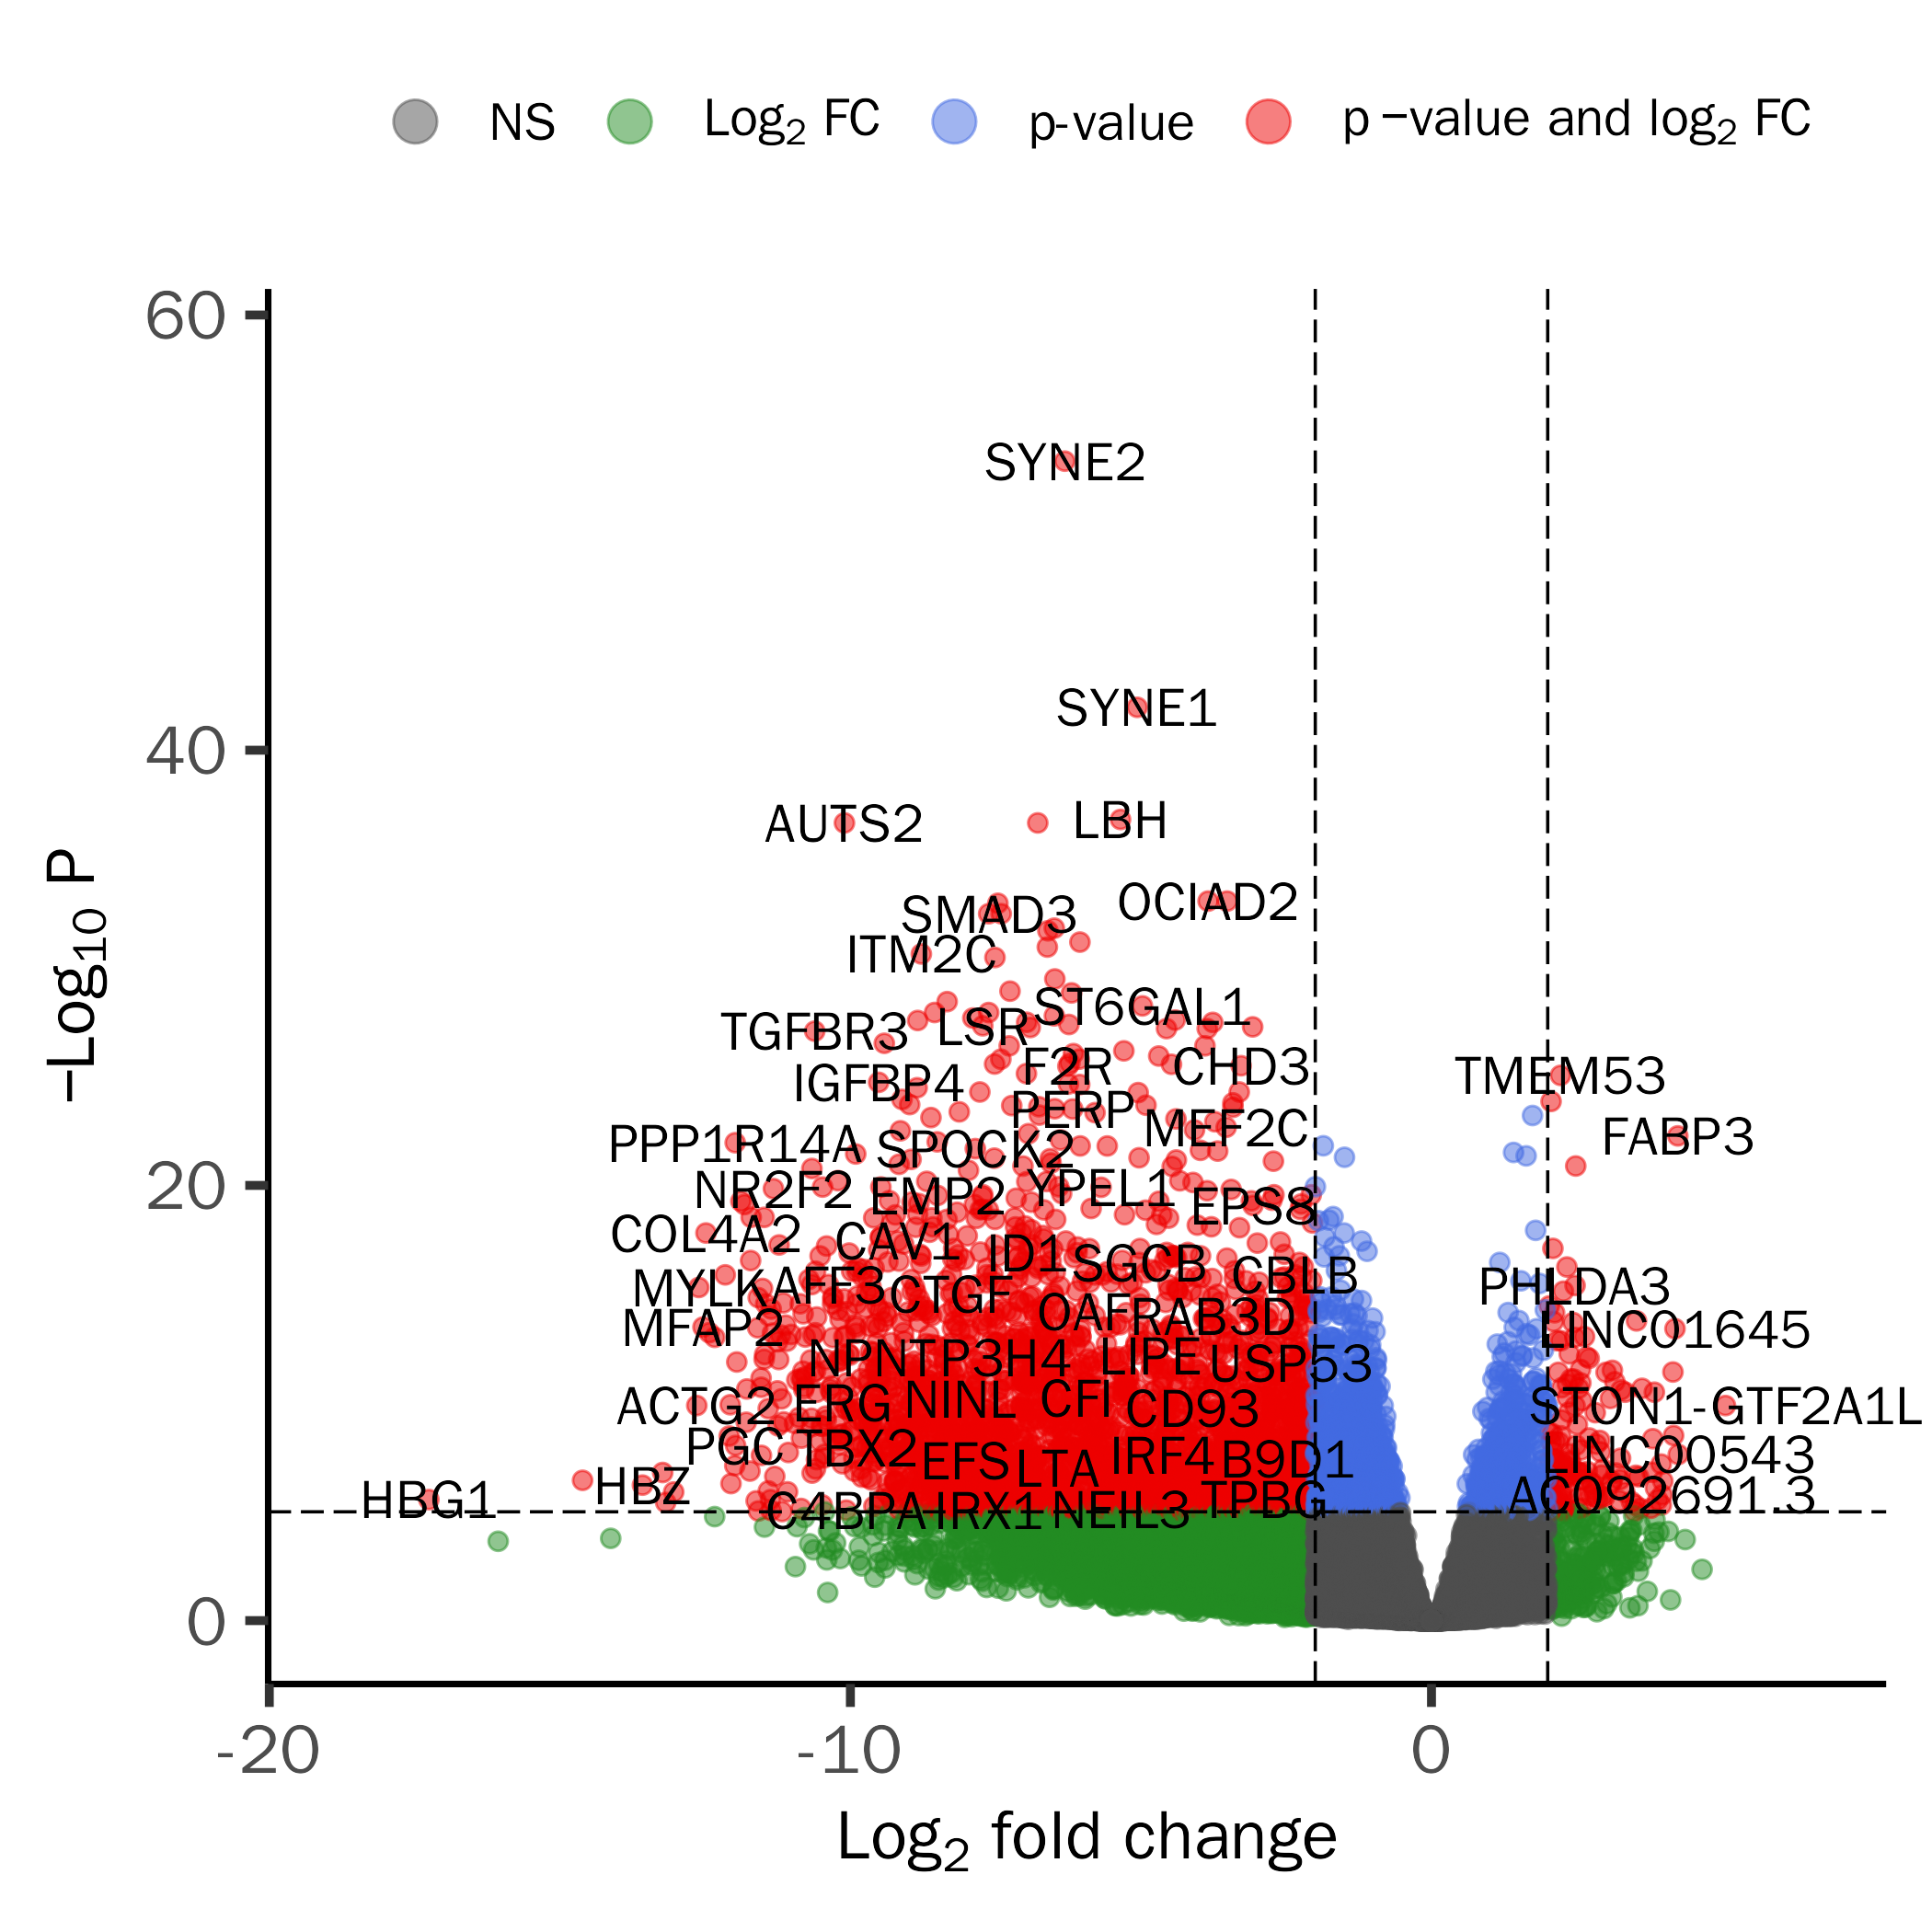 NS Log2 FC p-value p −value and log2 FC
60
SYNE2
SYNE1
40
AUTS2 LBH
OCIAD2
SMAD3
ITM2C
ST6GAL1
TGFBR3 LSR
F2R CHD3
TMEM53
IGFBP4
PERP
MEF2C
FABP3
PPP1R14A SPOCK2
20
NR2F2 EMP2 YPEL1
EPS8
COL4A2 CAV1 ID1 SGCB
CBLB
MYLK AFF3 CTGF
PHLDA3
OAF RAB3D
MFAP2
LINC01645
NPNT P3H4 LIPE USP53
ACTG2 ERG NINL CFI CD93
STON1-GTF2A1L
PGC TBX2 EFS LTA IRF4 B9D1
LINC00543
HBG1 HBZ
AC092691.3
C4BPA IRX1 NEIL3 TPBG
0
−Log10 P
-20 -10 0
Log2 fold change